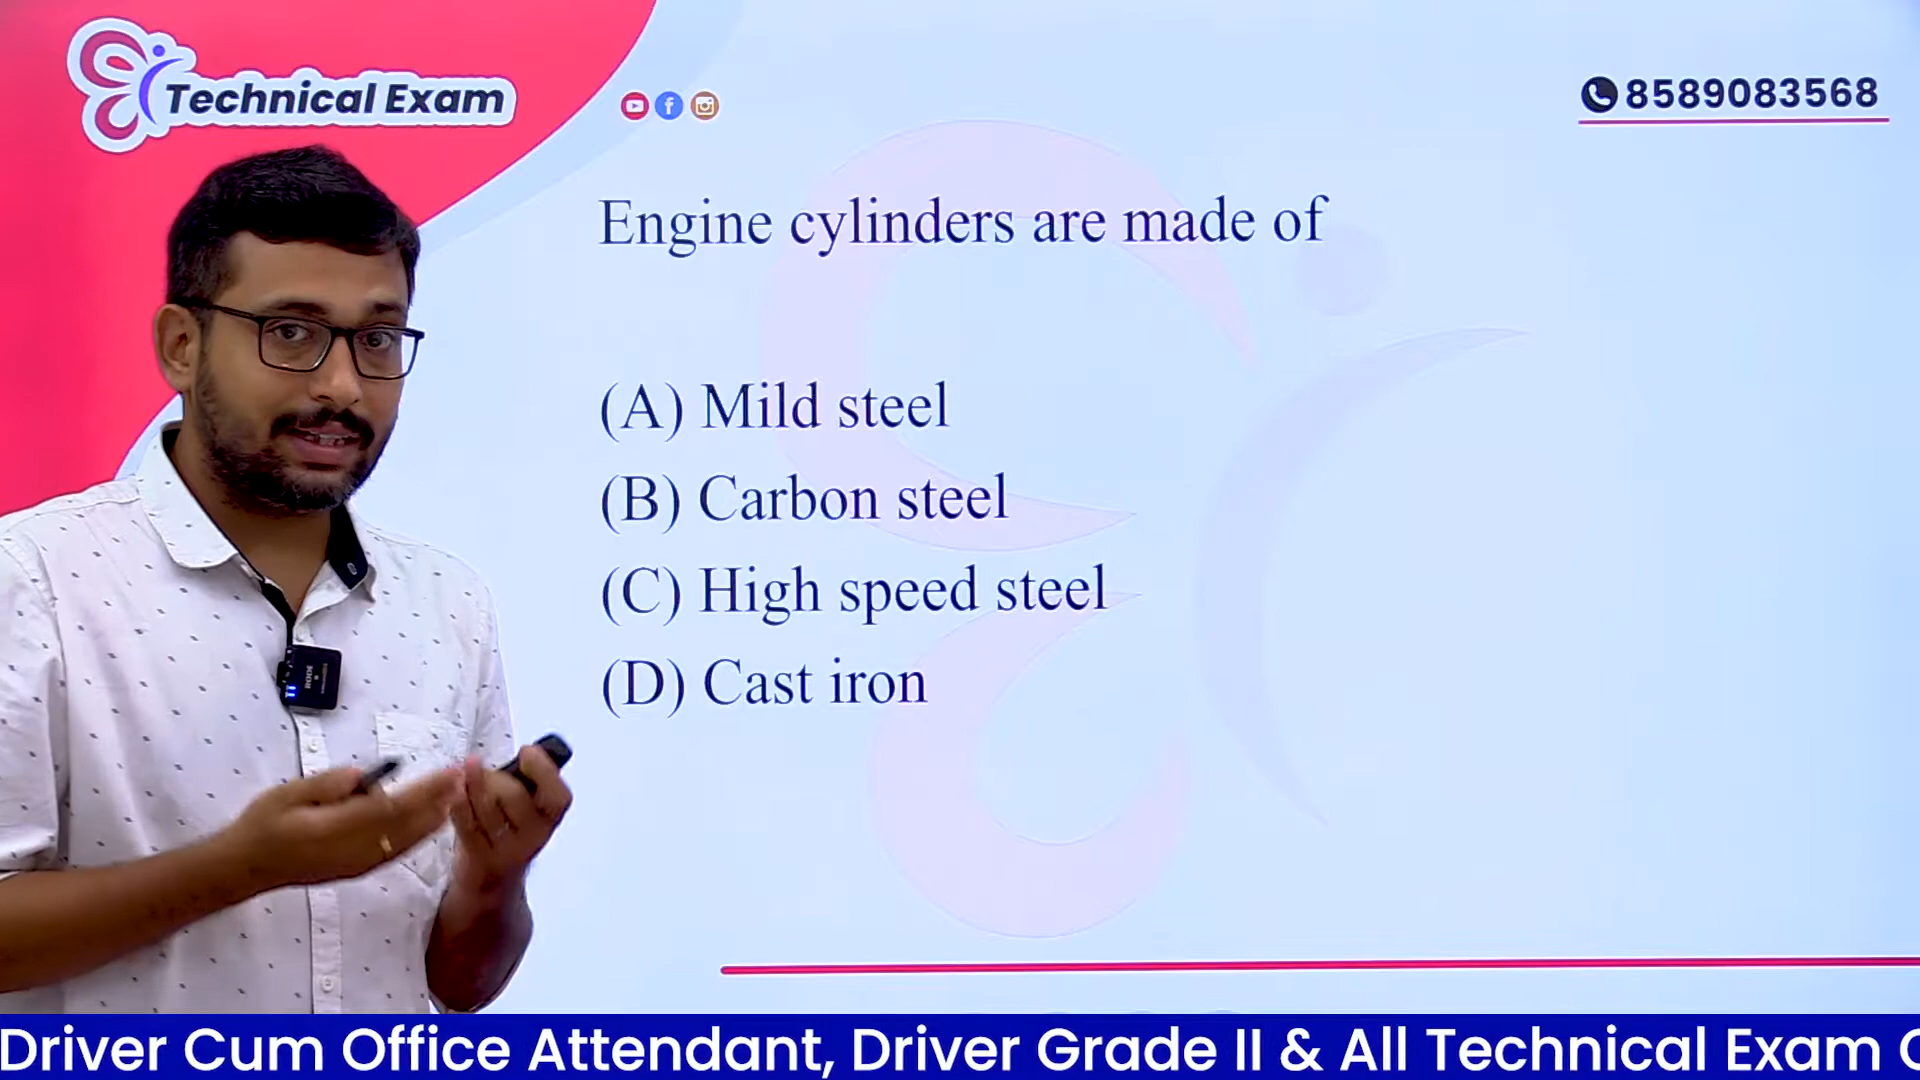 Technical Exam
8589083568
Engine cylinders are made of
(A) Mild steel
(B) Carbon steel
(C) High speed steel
(D) Cast iron
RODE
Driver Cum Office Attendant, Driver Grade II & All Technical Exam